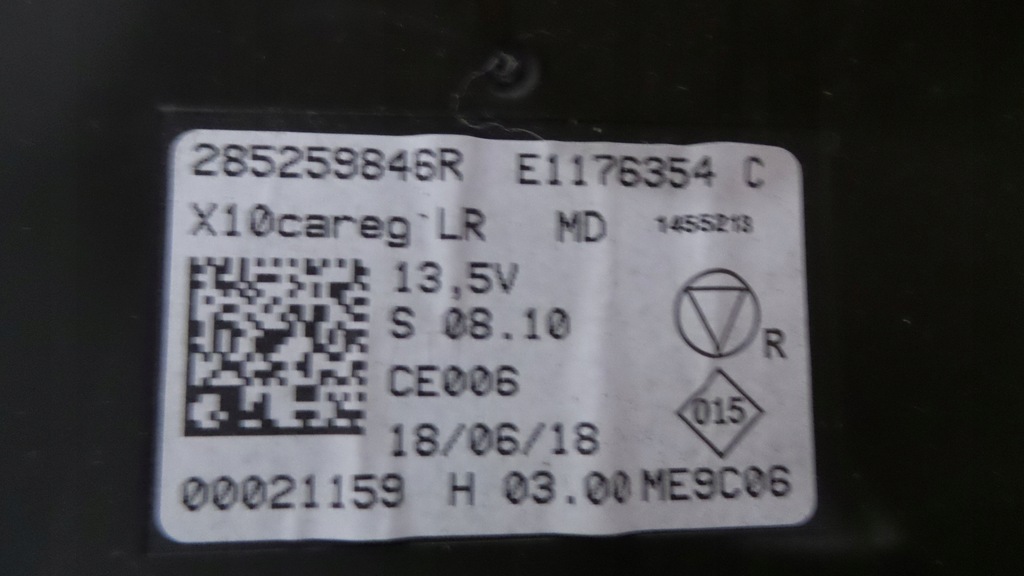 285259846R E1176354 C
X10careg LR MD 1455213
13,5V
S 08.10
R
CE006
015
18/06/18
00021159 H 03.00 ME9C06